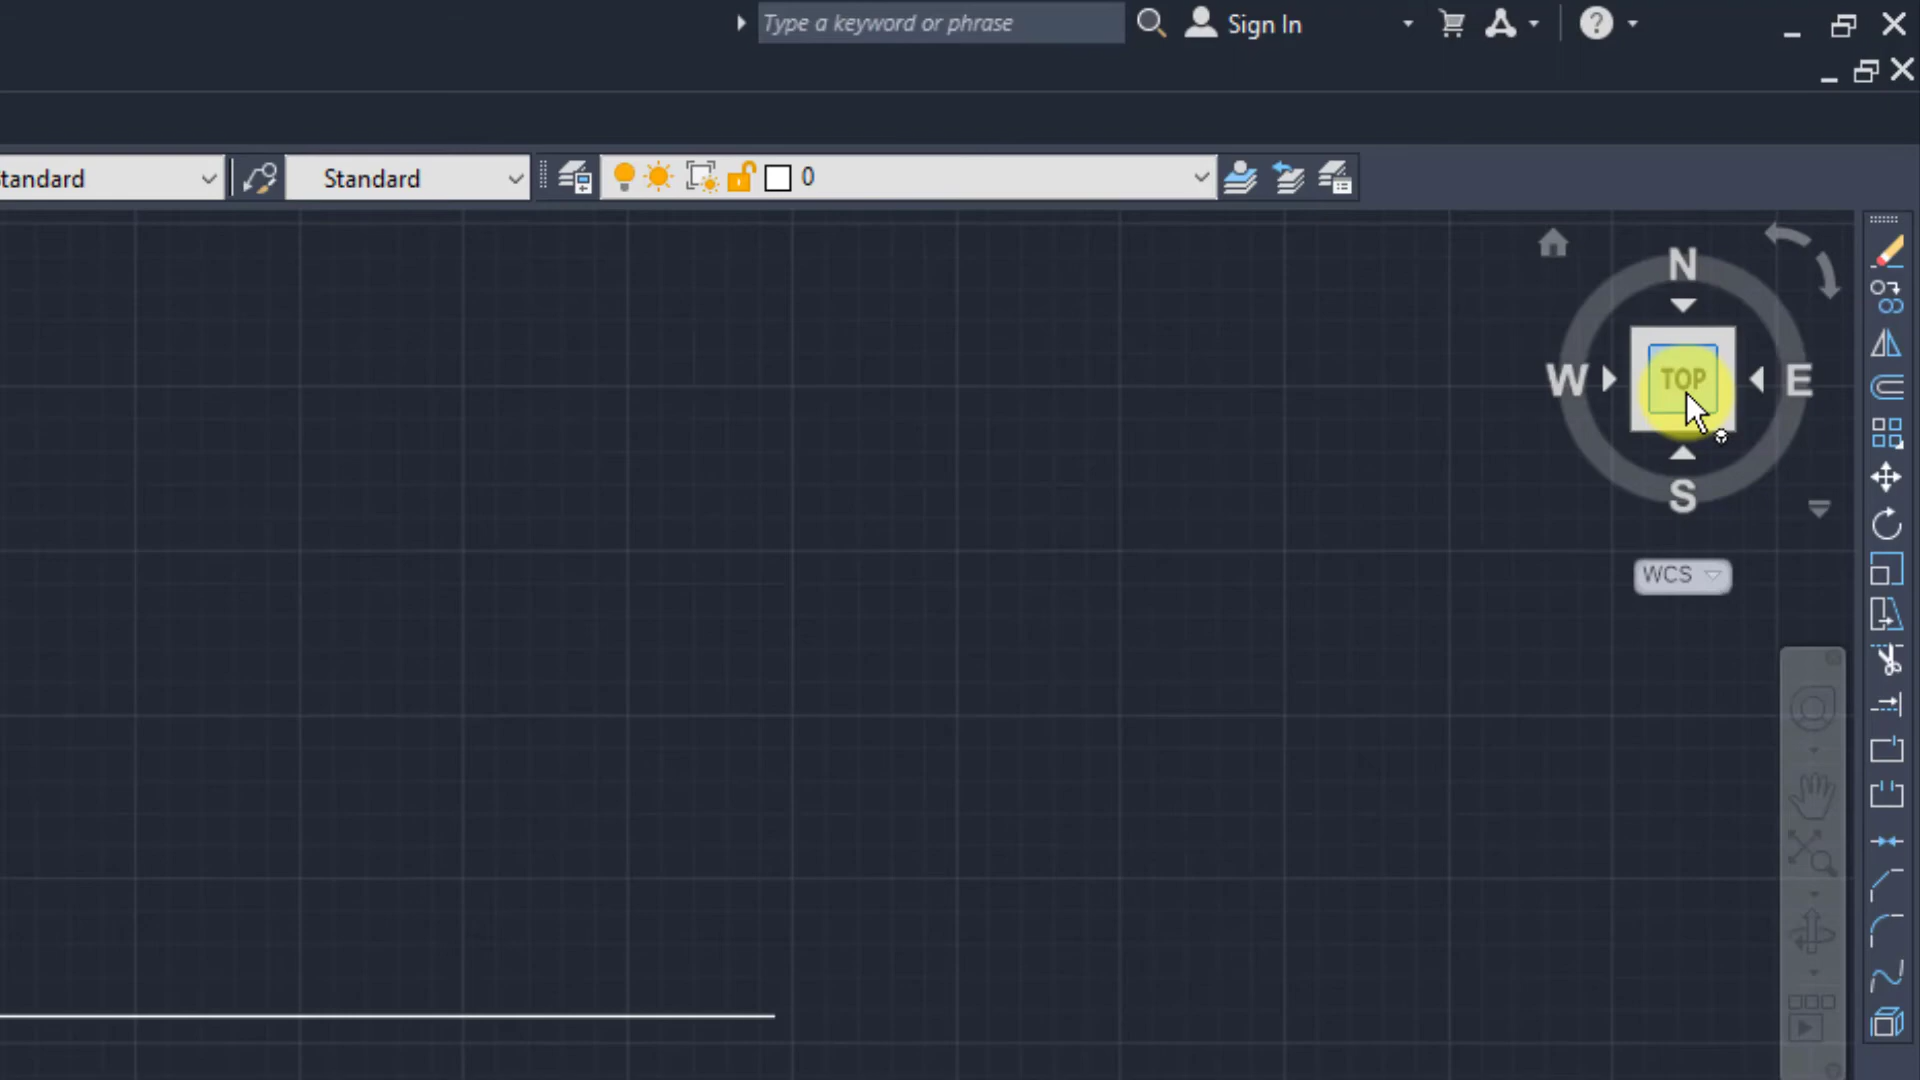 Type a keyword or phrase
Sign In
tandard
Standard
0
N
W
TOP
E
S
WCS